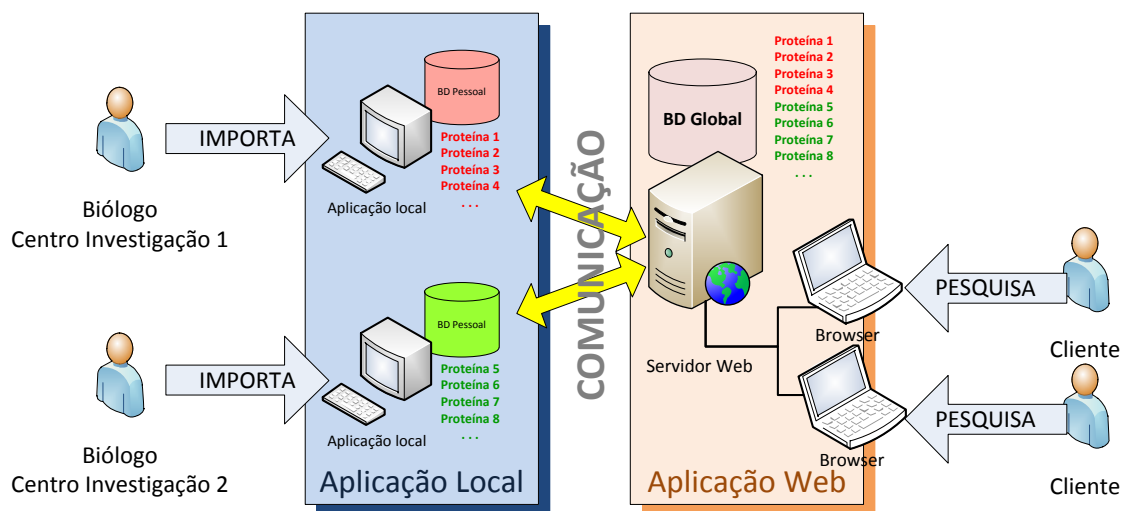 Biólogo
Centro Investigação 1
IMPORTA
BD Pessoal
Proteína 1
Proteína 2
Proteína 3
Proteína 4
. . .
Aplicação local
Biólogo
Centro Investigação 2
IMPORTA
BD Pessoal
Proteína 5
Proteína 6
Proteína 7
Proteína 8
. . .
Aplicação local
Aplicação Local
COMUNICAÇÃO
BD Global
Proteína 1
Proteína 2
Proteína 3
Proteína 4
Proteína 5
Proteína 6
Proteína 7
Proteína 8
. . .
Servidor Web
Browser
Browser
Aplicação Web
PESQUISA
Cliente
PESQUISA
Cliente